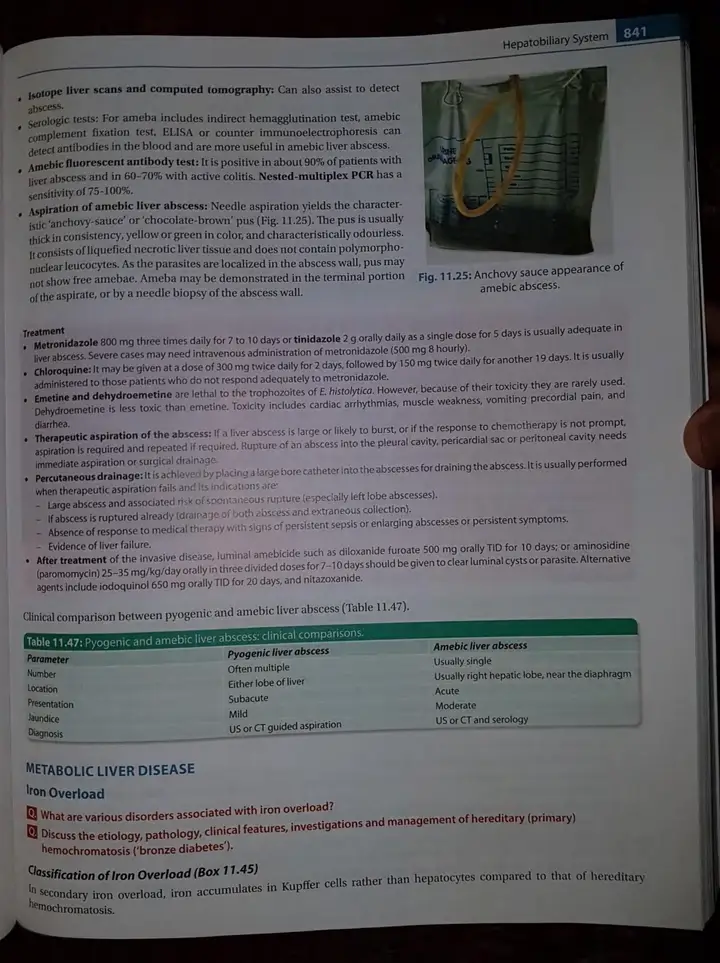 Hepatobiliary System 841
• Isotope liver scans and computed tomography: Can also assist to detect
abscess.
• Serologic tests: For ameba includes indirect hemagglutination test, amebic
complement fixation test, ELISA or counter immunoelectrophoresis can
detect antibodies in the blood and are more useful in amebic liver abscess.
• Amebic fluorescent antibody test: It is positive in about 90% of patients with
liver abscess and in 60–70% with active colitis. Nested-multiplex PCR has a
sensitivity of 75-100%.
• Aspiration of amebic liver abscess: Needle aspiration yields the character-
istic 'anchovy-sauce' or 'chocolate-brown' pus (Fig. 11.25). The pus is usually
thick in consistency, yellow or green in color, and characteristically odourless.
It consists of liquefied necrotic liver tissue and does not contain polymorpho-
nuclear leucocytes. As the parasites are localized in the abscess wall, pus may
not show free amebae. Ameba may be demonstrated in the terminal portion
of the aspirate, or by a needle biopsy of the abscess wall.
Fig. 11.25: Anchovy sauce appearance of
amebic abscess.
Treatment
• Metronidazole 800 mg three times daily for 7 to 10 days or tinidazole 2 g orally daily as a single dose for 5 days is usually adequate in
liver abscess. Severe cases may need intravenous administration of metronidazole (500 mg 8 hourly).
• Chloroquine: It may be given at a dose of 300 mg twice daily for 2 days, followed by 150 mg twice daily for another 19 days. It is usually
administered to those patients who do not respond adequately to metronidazole.
• Emetine and dehydroemetine are lethal to the trophozoites of E. histolytica. However, because of their toxicity they are rarely used.
Dehydroemetine is less toxic than emetine. Toxicity includes cardiac arrhythmias, muscle weakness, vomiting precordial pain, and
diarrhea.
• Therapeutic aspiration of the abscess: If a liver abscess is large or likely to burst, or if the response to chemotherapy is not prompt,
aspiration is required and repeated if required. Rupture of an abscess into the pleural cavity, pericardial sac or peritoneal cavity needs
immediate aspiration or surgical drainage.
• Percutaneous drainage: It is achieved by placing a large bore catheter into the abscesses for draining the abscess. It is usually performed
when therapeutic aspiration fails and its indications are:
– Large abscess and associated risk of spontaneous rupture (especially left lobe abscesses).
– If abscess is ruptured already (drainage of both abscess and extraneous collection).
– Absence of response to medical therapy with signs of persistent sepsis or enlarging abscesses or persistent symptoms.
– Evidence of liver failure.
• After treatment of the invasive disease, luminal amebicide such as diloxanide furoate 500 mg orally TID for 10 days; or aminosidine
(paromomycin) 25–35 mg/kg/day orally in three divided doses for 7–10 days should be given to clear luminal cysts or parasite. Alternative
agents include iodoquinol 650 mg orally TID for 20 days, and nitazoxanide.
Clinical comparison between pyogenic and amebic liver abscess (Table 11.47).
Table 11.47: Pyogenic and amebic liver abscess: clinical comparisons.
Parameter Pyogenic liver abscess Amebic liver abscess
Number Often multiple Usually single
Location Either lobe of liver Usually right hepatic lobe, near the diaphragm
Presentation Subacute Acute
Jaundice Mild Moderate
Diagnosis US or CT guided aspiration US or CT and serology
METABOLIC LIVER DISEASE
Iron Overload
Q. What are various disorders associated with iron overload?
Q. Discuss the etiology, pathology, clinical features, investigations and management of hereditary (primary)
hemochromatosis ('bronze diabetes').
Classification of Iron Overload (Box 11.45)
In secondary iron overload, iron accumulates in Kupffer cells rather than hepatocytes compared to that of hereditary
hemochromatosis.